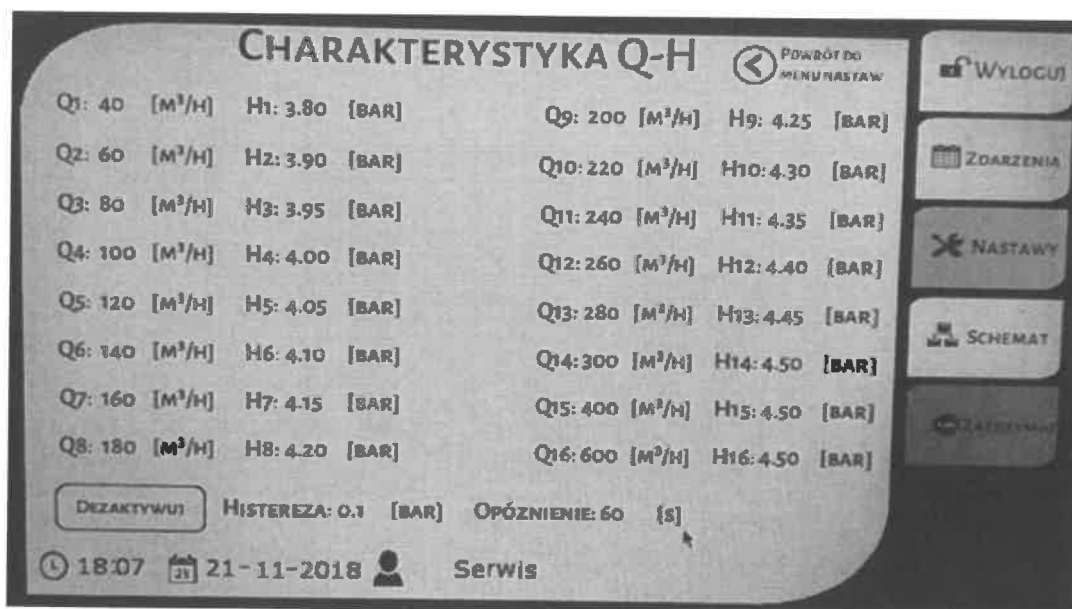 CHARAKTERYSTYKA Q-H
POWRÓT DO
MENU NASTAW
Q1: 40 [M³/H] H1: 3.80 [BAR]
Q2: 60 [M³/H] H2: 3.90 [BAR]
Q3: 80 [M³/H] H3: 3.95 [BAR]
Q4: 100 [M³/H] H4: 4.00 [BAR]
Q5: 120 [M³/H] H5: 4.05 [BAR]
Q6: 140 [M³/H] H6: 4.10 [BAR]
Q7: 160 [M³/H] H7: 4.15 [BAR]
Q8: 180 [M³/H] H8: 4.20 [BAR]
Q9: 200 [M³/H] H9: 4.25 [BAR]
Q10: 220 [M³/H] H10: 4.30 [BAR]
Q11: 240 [M³/H] H11: 4.35 [BAR]
Q12: 260 [M³/H] H12: 4.40 [BAR]
Q13: 280 [M³/H] H13: 4.45 [BAR]
Q14: 300 [M³/H] H14: 4.50 [BAR]
Q15: 400 [M³/H] H15: 4.50 [BAR]
Q16: 600 [M³/H] H16: 4.50 [BAR]
DEZAKTYWUJ HISTEREZA: 0.1 [BAR] OPÓZNIENIE: 60 [S]
18:07 21 21-11-2018 Serwis
WYLOGUJ
ZDARZENIA
NASTAWY
SCHEMAT
ZATRZYMAJ